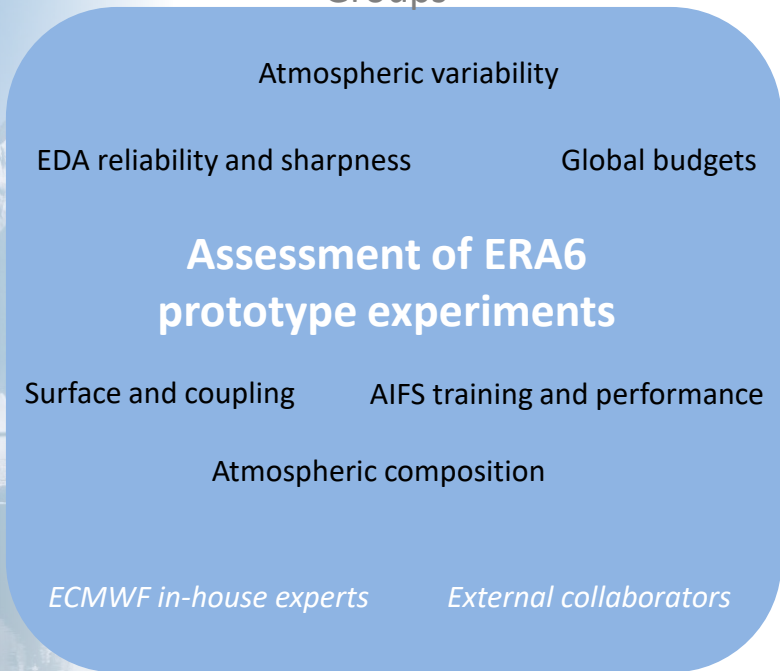 Groups
Atmospheric variability
EDA reliability and sharpness
Global budgets
Assessment of ERA6
prototype experiments
Surface and coupling
AIFS training and performance
Atmospheric composition
ECMWF in-house experts
External collaborators